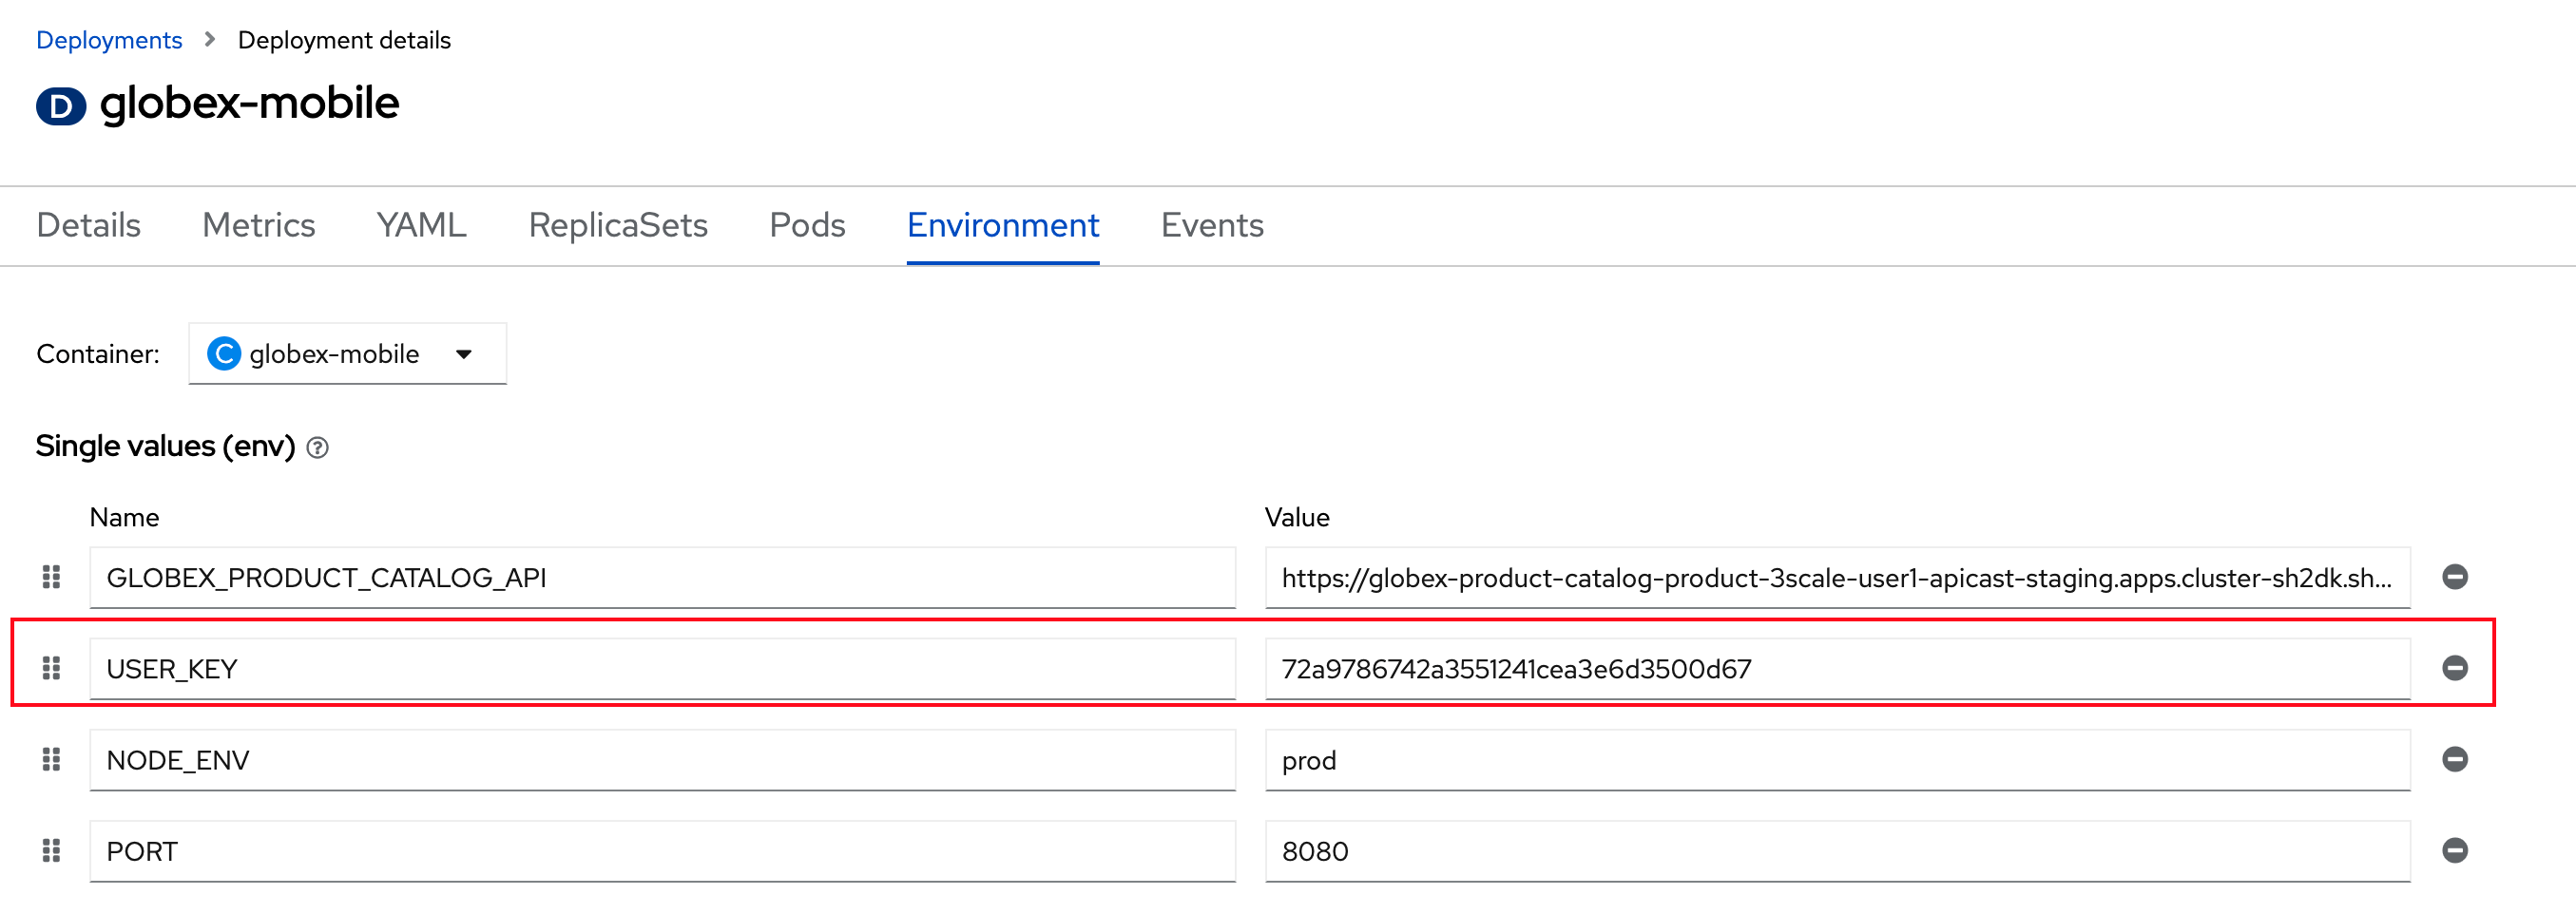 Deployments > Deployment details
D globex-mobile
Details Metrics YAML ReplicaSets Pods Environment Events
Container: C globex-mobile
Single values (env) ?
Name Value
GLOBEX_PRODUCT_CATALOG_API https://globex-product-catalog-product-3scale-user1-apicast-staging.apps.cluster-sh2dk.sh...
USER_KEY 72a9786742a3551241cea3e6d3500d67
NODE_ENV prod
PORT 8080